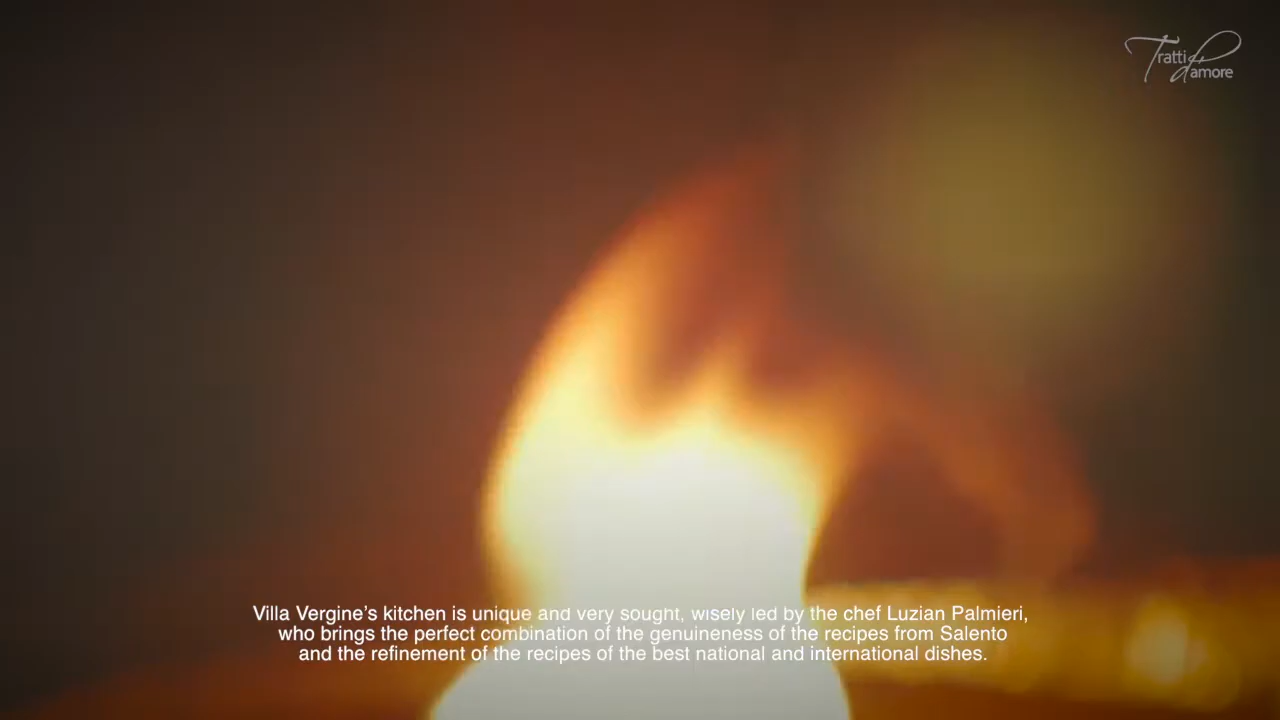 Tratti
d'amore
Villa Vergine's kitchen is unique and very sought, wisely led by the chef Luzian Palmieri,
who brings the perfect combination of the genuineness of the recipes from Salento
and the refinement of the recipes of the best national and international dishes.